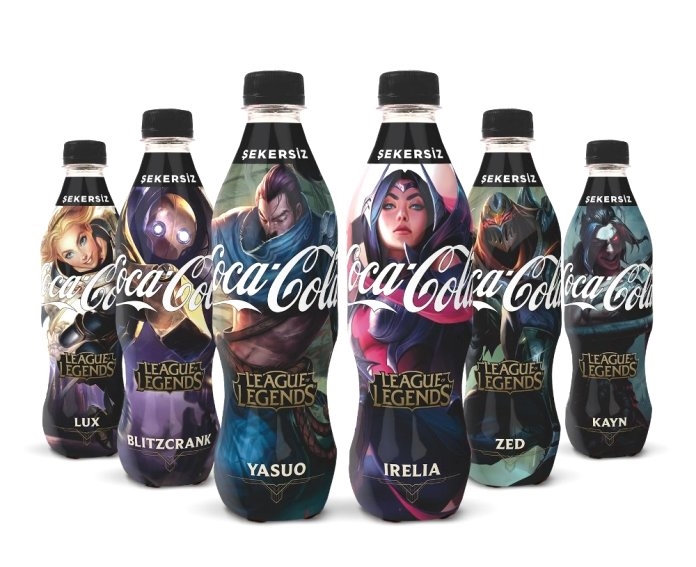 ŞEKERSİZ
Coca-Cola
LEAGUE OF
LEGENDS
LUX
ŞEKERSİZ
Coca-Cola
LEAGUE OF
LEGENDS
BLITZCRANK
ŞEKERSİZ
Coca-Cola
LEAGUE OF
LEGENDS
YASUO
ŞEKERSİZ
Coca-Cola
LEAGUE OF
LEGENDS
IRELIA
ŞEKERSİZ
Coca-Cola
LEAGUE OF
LEGENDS
ZED
ŞEKERSİZ
Coca-Cola
LEAGUE OF
LEGENDS
KAYN